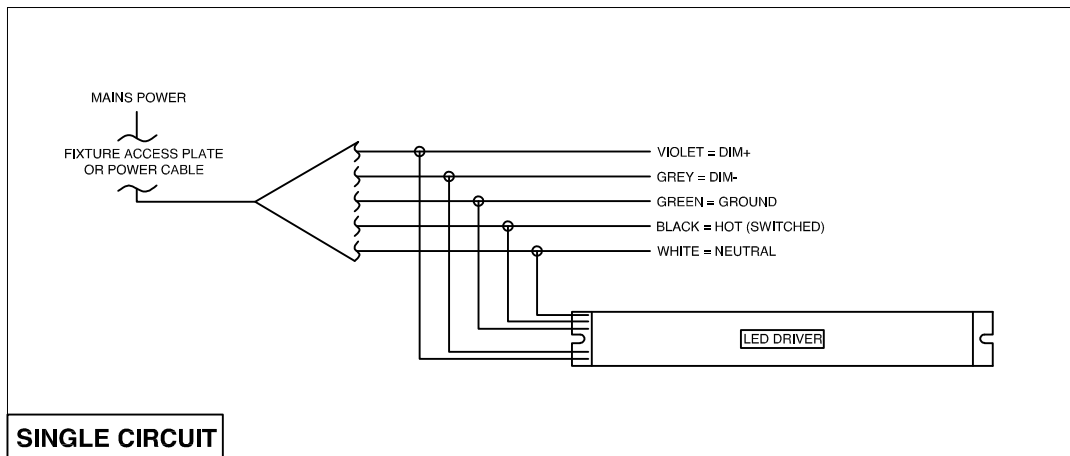 MAINS POWER
FIXTURE ACCESS PLATE
OR POWER CABLE
VIOLET = DIM+
GREY = DIM-
GREEN = GROUND
BLACK = HOT (SWITCHED)
WHITE = NEUTRAL
LED DRIVER
SINGLE CIRCUIT